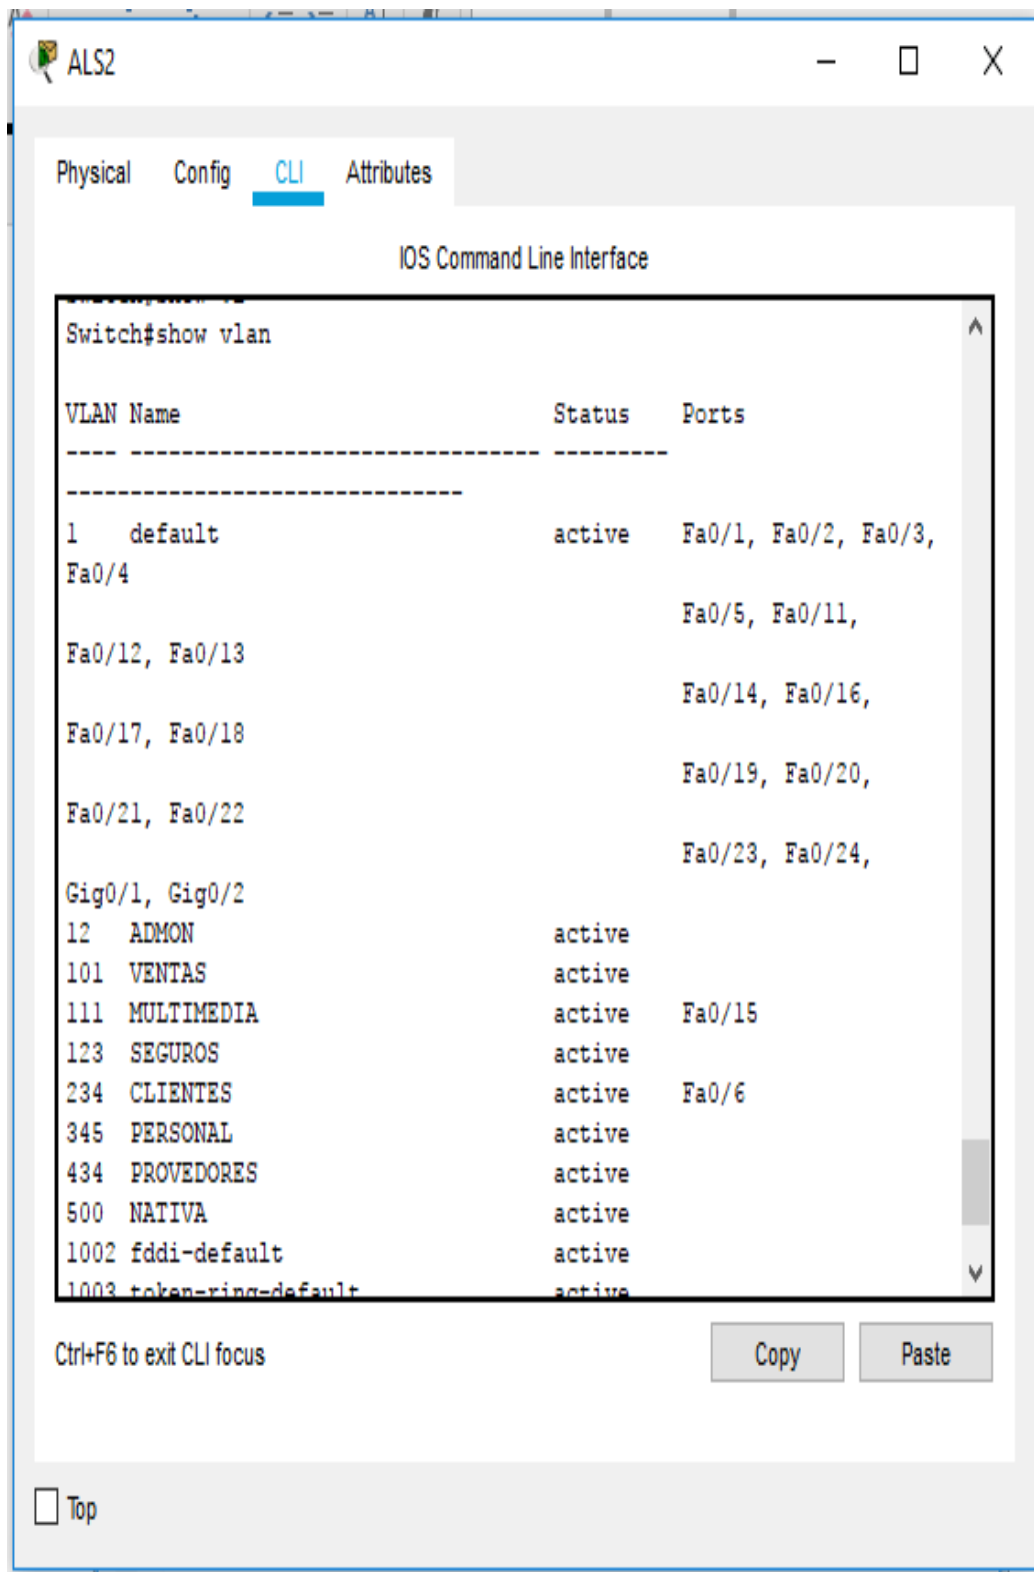 ALS2
Physical Config CLI Attributes
IOS Command Line Interface
Switch#show vlan
VLAN Name Status Ports
---- -------------------------------- ---------
-------------------------------
1 default active Fa0/1, Fa0/2, Fa0/3,
Fa0/4
Fa0/5, Fa0/11,
Fa0/12, Fa0/13
Fa0/14, Fa0/16,
Fa0/17, Fa0/18
Fa0/19, Fa0/20,
Fa0/21, Fa0/22
Fa0/23, Fa0/24,
Gig0/1, Gig0/2
12 ADMON active
101 VENTAS active
111 MULTIMEDIA active Fa0/15
123 SEGUROS active
234 CLIENTES active Fa0/6
345 PERSONAL active
434 PROVEDORES active
500 NATIVA active
1002 fddi-default active
1003 token-ring-default active
Ctrl+F6 to exit CLI focus
Copy Paste
Top